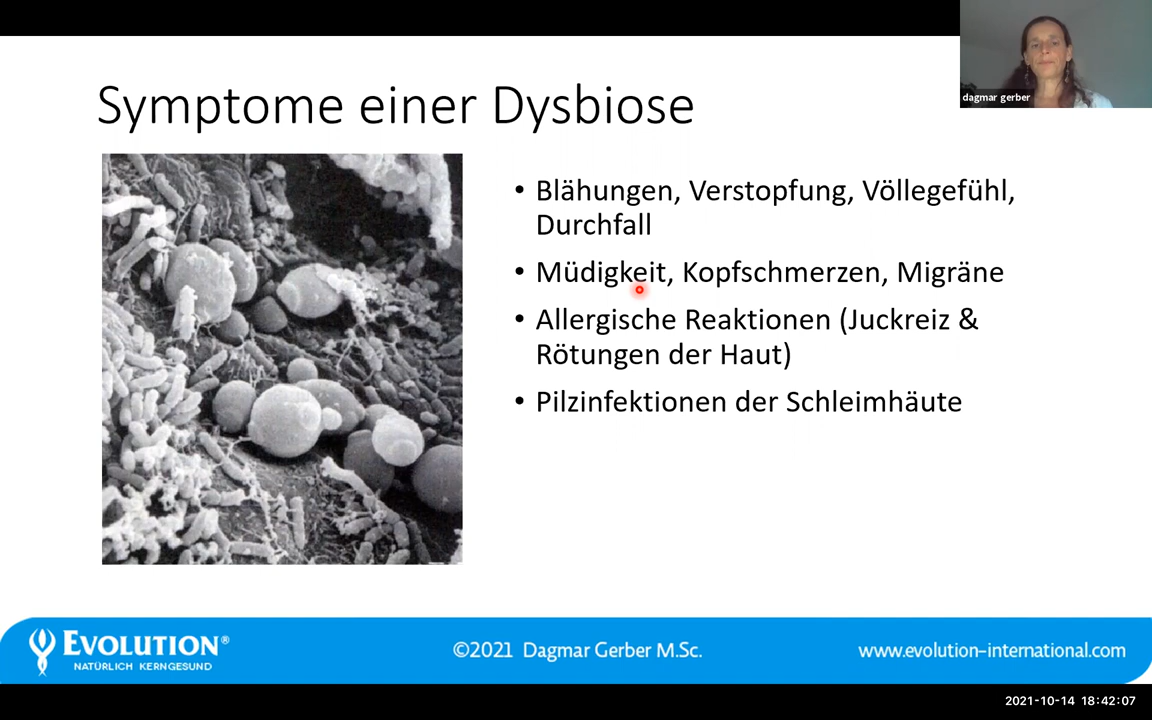 dagmar gerber
Symptome einer Dysbiose
• Blähungen, Verstopfung, Völlegefühl,
Durchfall
• Müdigkeit, Kopfschmerzen, Migräne
• Allergische Reaktionen (Juckreiz &
Rötungen der Haut)
• Pilzinfektionen der Schleimhäute
EVOLUTION®
NATÜRLICH KERNGESUND
©2021 Dagmar Gerber M.Sc.
www.evolution-international.com
2021-10-14 18:42:07